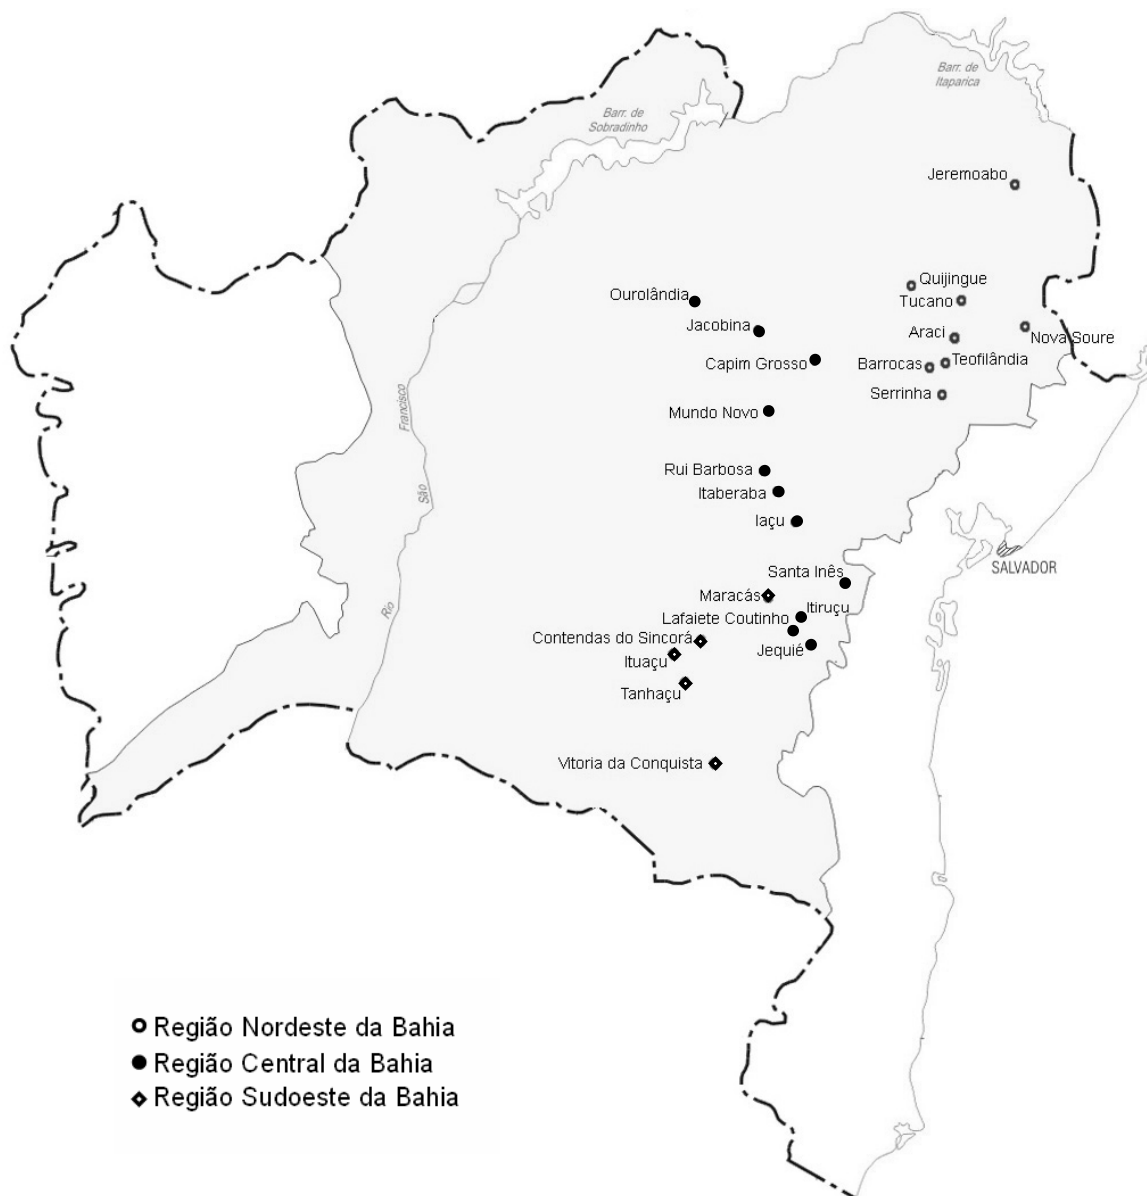 Barr. de
Itaparica
Barr. de
Sobradinho
Jeremoabo
Quijingue
Ourolândia
Tucano
Jacobina
Araci
Nova Soure
Capim Grosso
Barrocas
Teofilândia
Serrinha
Francisco
São
Rio
Mundo Novo
Rui Barbosa
Itaberaba
Iaçu
SALVADOR
Santa Inês
Maracás
Itiruçu
Lafaiete Coutinho
Contendas do Sincorá
Jequié
Ituaçu
Tanhaçu
Vitoria da Conquista
Região Nordeste da Bahia
Região Central da Bahia
Região Sudoeste da Bahia